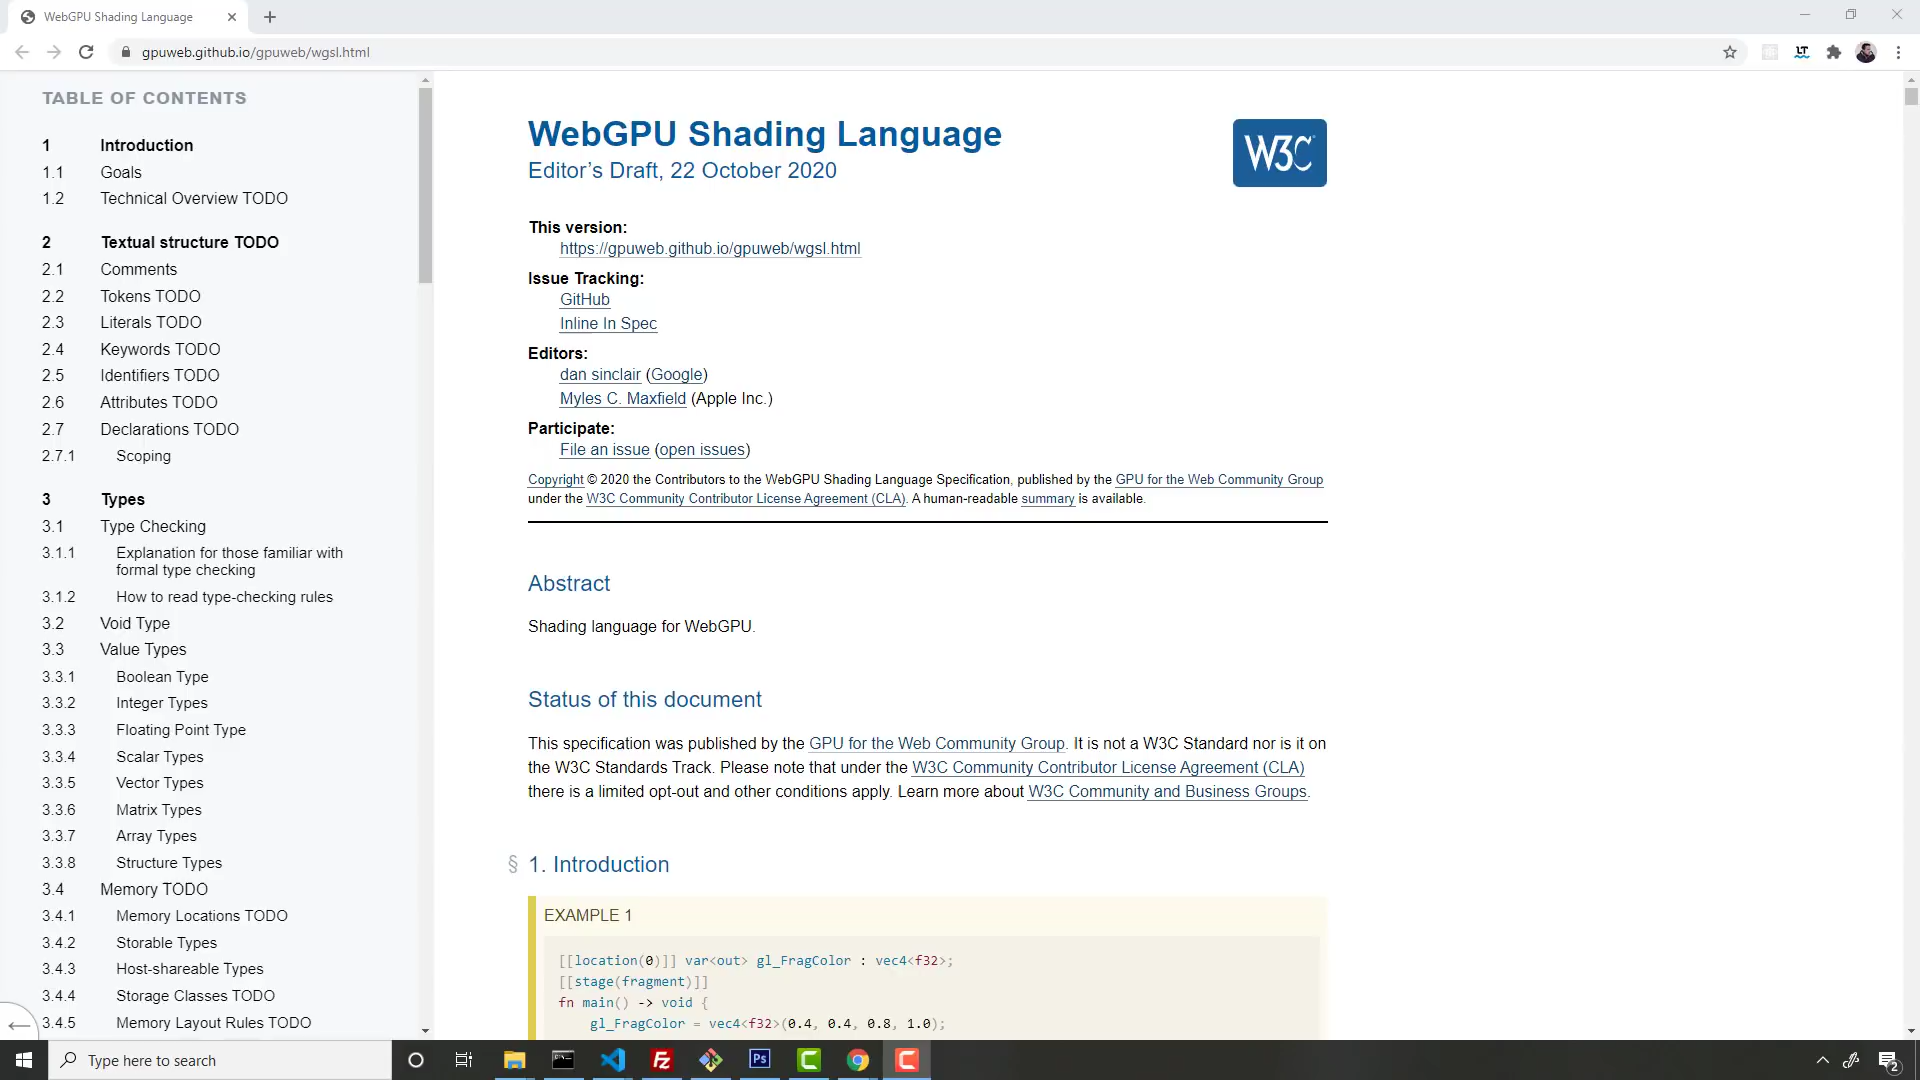 WebGPU Shading Language
gpuweb.github.io/gpuweb/wgsl.html
LT
TABLE OF CONTENTS
1 Introduction
1.1 Goals
1.2 Technical Overview TODO
2 Textual structure TODO
2.1 Comments
2.2 Tokens TODO
2.3 Literals TODO
2.4 Keywords TODO
2.5 Identifiers TODO
2.6 Attributes TODO
2.7 Declarations TODO
2.7.1 Scoping
3 Types
3.1 Type Checking
3.1.1 Explanation for those familiar with
formal type checking
3.1.2 How to read type-checking rules
3.2 Void Type
3.3 Value Types
3.3.1 Boolean Type
3.3.2 Integer Types
3.3.3 Floating Point Type
3.3.4 Scalar Types
3.3.5 Vector Types
3.3.6 Matrix Types
3.3.7 Array Types
3.3.8 Structure Types
3.4 Memory TODO
3.4.1 Memory Locations TODO
3.4.2 Storable Types
3.4.3 Host-shareable Types
3.4.4 Storage Classes TODO
3.4.5 Memory Layout Rules TODO
WebGPU Shading Language
W3C
Editor’s Draft, 22 October 2020
This version:
https://gpuweb.github.io/gpuweb/wgsl.html
Issue Tracking:
GitHub
Inline In Spec
Editors:
dan sinclair (Google)
Myles C. Maxfield (Apple Inc.)
Participate:
File an issue (open issues)
Copyright © 2020 the Contributors to the WebGPU Shading Language Specification, published by the GPU for the Web Community Group
under the W3C Community Contributor License Agreement (CLA). A human-readable summary is available.
Abstract
Shading language for WebGPU.
Status of this document
This specification was published by the GPU for the Web Community Group. It is not a W3C Standard nor is it on
the W3C Standards Track. Please note that under the W3C Community Contributor License Agreement (CLA)
there is a limited opt-out and other conditions apply. Learn more about W3C Community and Business Groups.
§ 1. Introduction
EXAMPLE 1
[[location(0)]] var<out> gl_FragColor : vec4<f32>;
[[stage(fragment)]]
fn main() -> void {
gl_FragColor = vec4<f32>(0.4, 0.4, 0.8, 1.0);
Type here to search
Fz
Ps
C
C
2